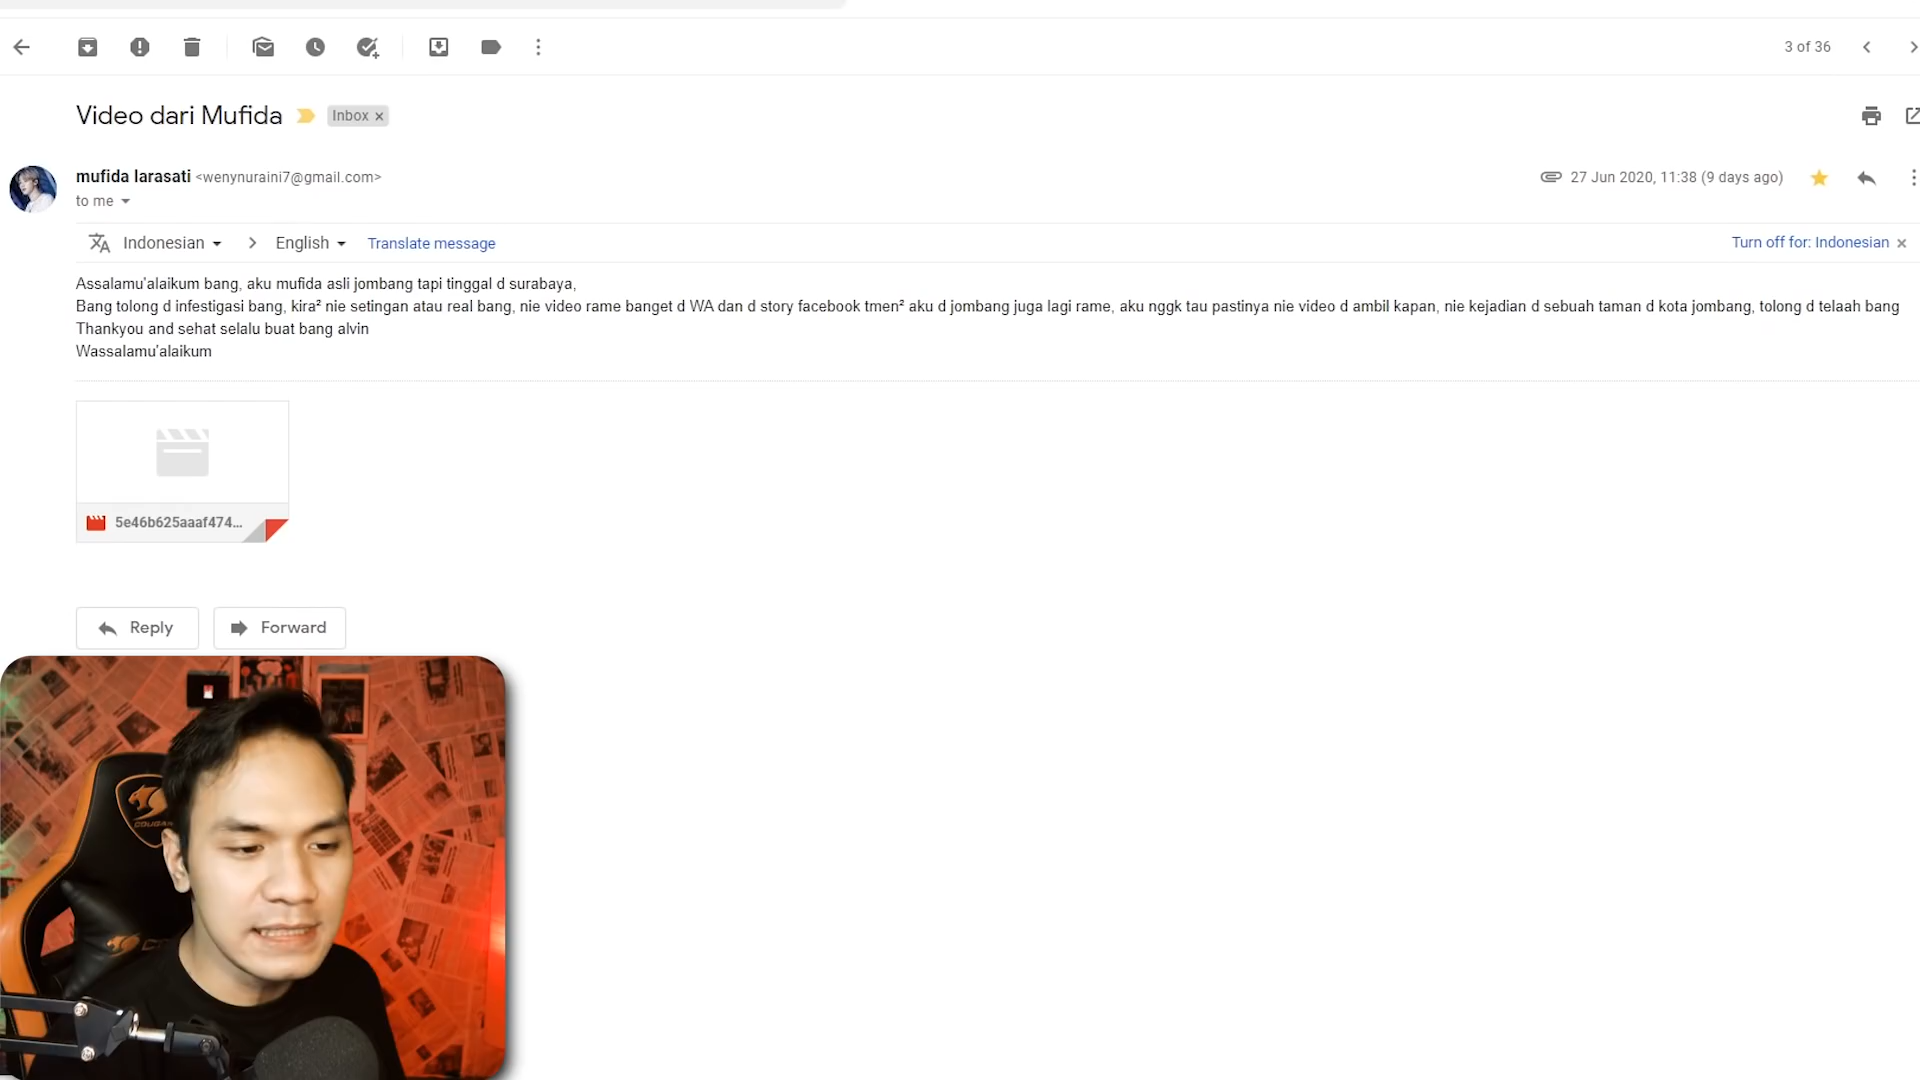 3 of 36
Video dari Mufida
Inbox ×
mufida larasati <wenynuraini7@gmail.com>
27 Jun 2020, 11:38 (9 days ago)
to me
Indonesian > English Translate message
Turn off for: Indonesian ×
Assalamu'alaikum bang, aku mufida asli jombang tapi tinggal d surabaya,
Bang tolong d infestigasi bang, kira² nie setingan atau real bang, nie video rame banget d WA dan d story facebook tmen² aku d jombang juga lagi rame, aku nggk tau pastinya nie video d ambil kapan, nie kejadian d sebuah taman d kota jombang, tolong d telaah bang
Thankyou and sehat selalu buat bang alvin
Wassalamu'alaikum
5e46b625aaaf474...
Reply
Forward
COUGAR